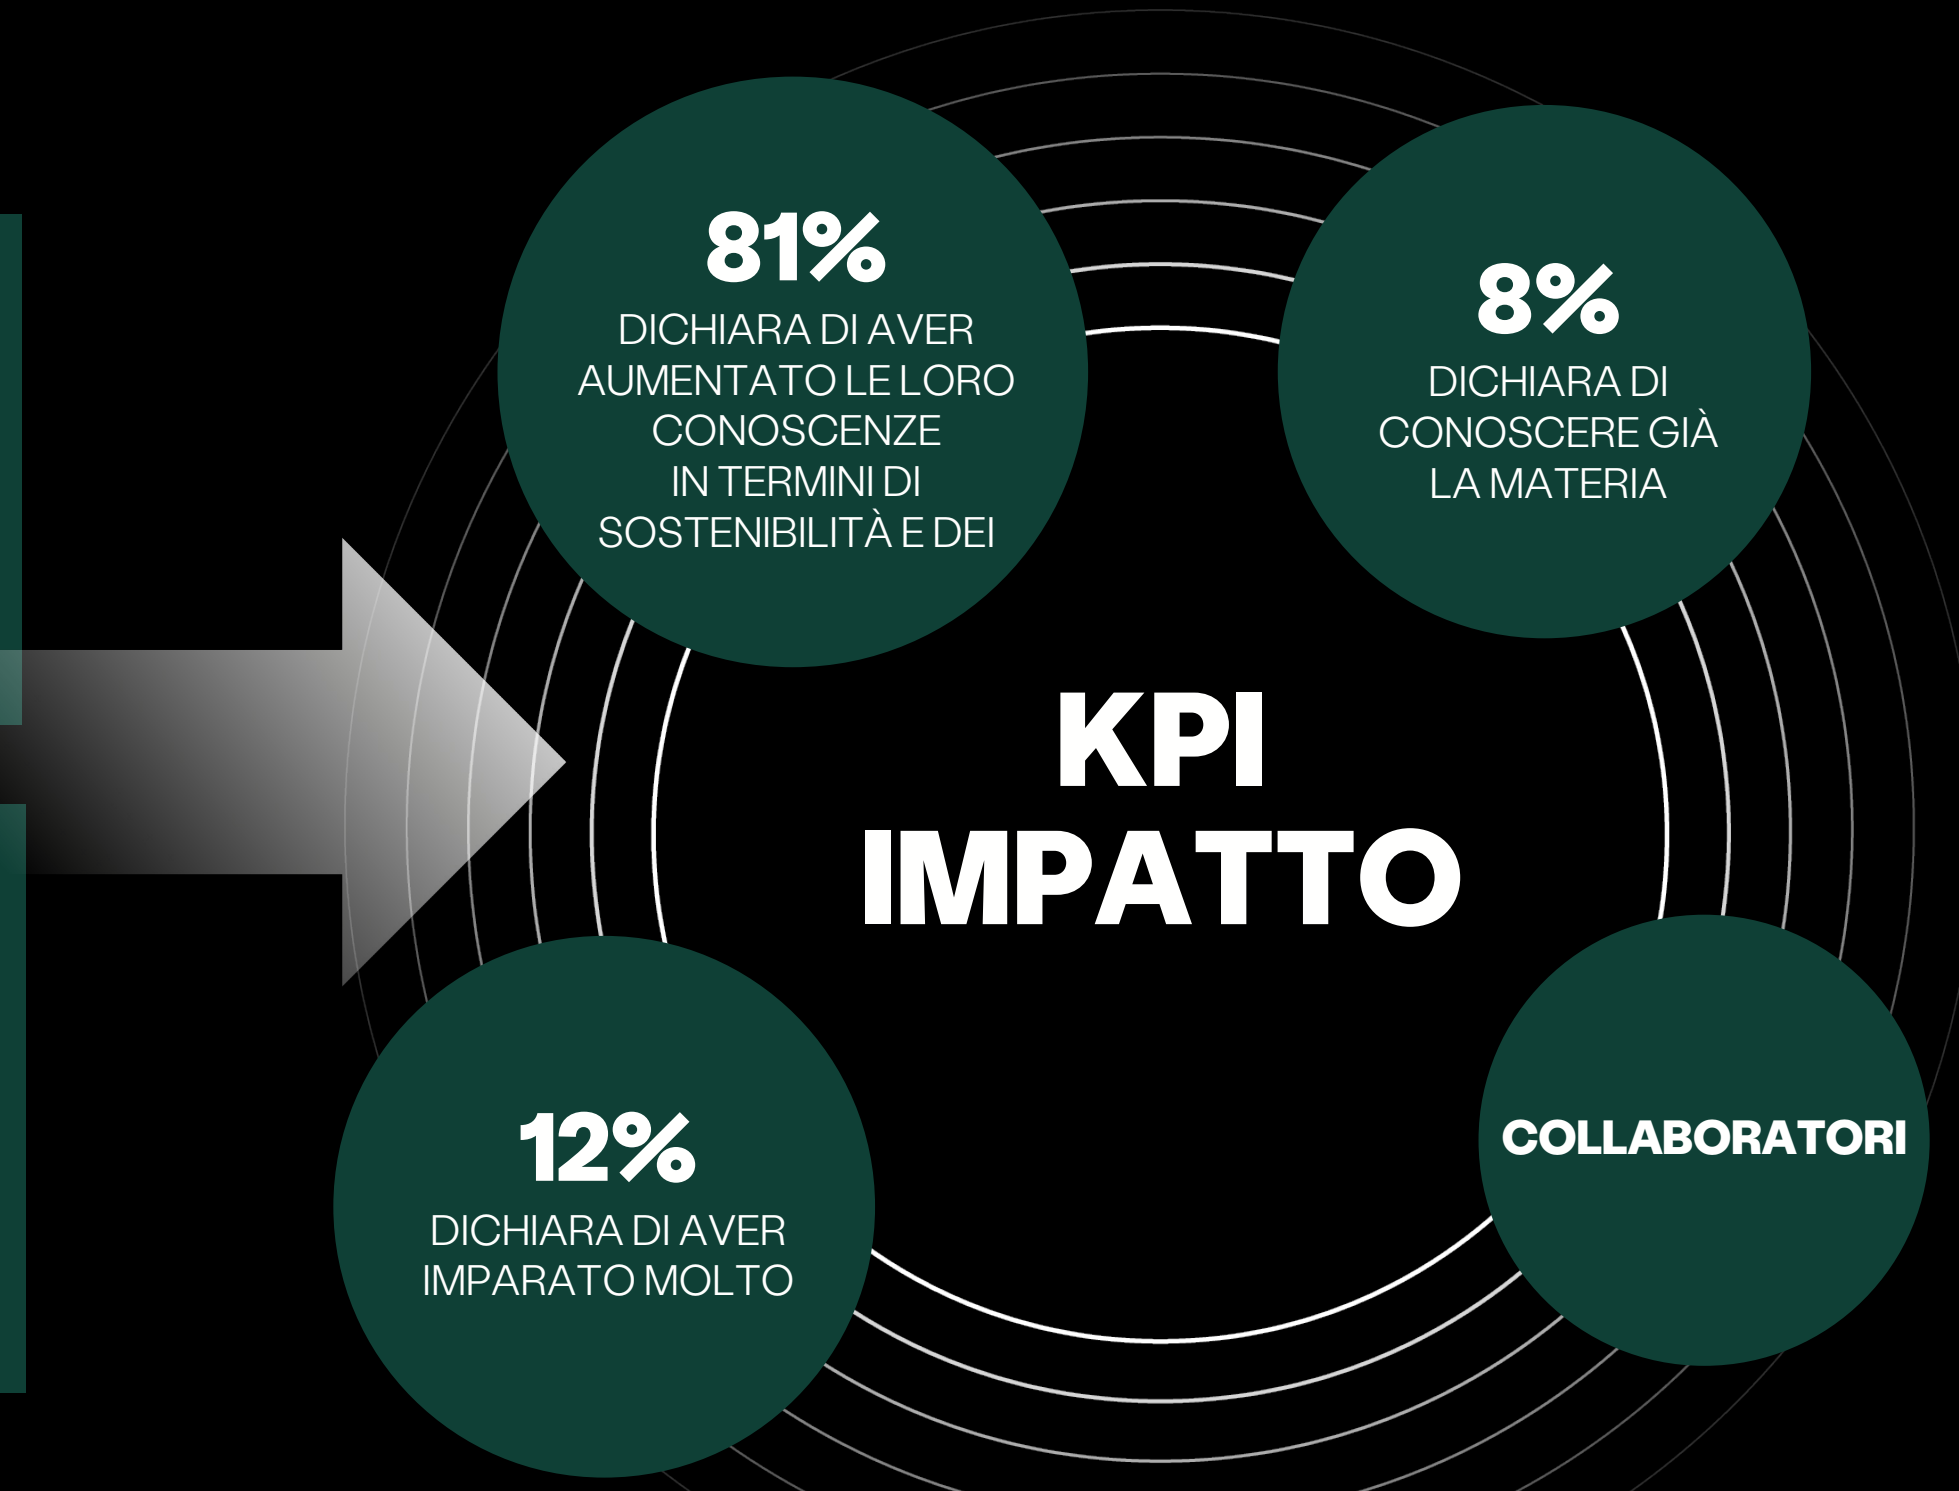 81%
DICHIARA DI AVER
AUMENTATO LE LORO
CONOSCENZE
IN TERMINI DI
SOSTENIBILITÀ E DEI
8%
DICHIARA DI
CONOSCERE GIÀ
LA MATERIA
KPI
IMPATTO
12%
DICHIARA DI AVER
IMPARATO MOLTO
COLLABORATORI